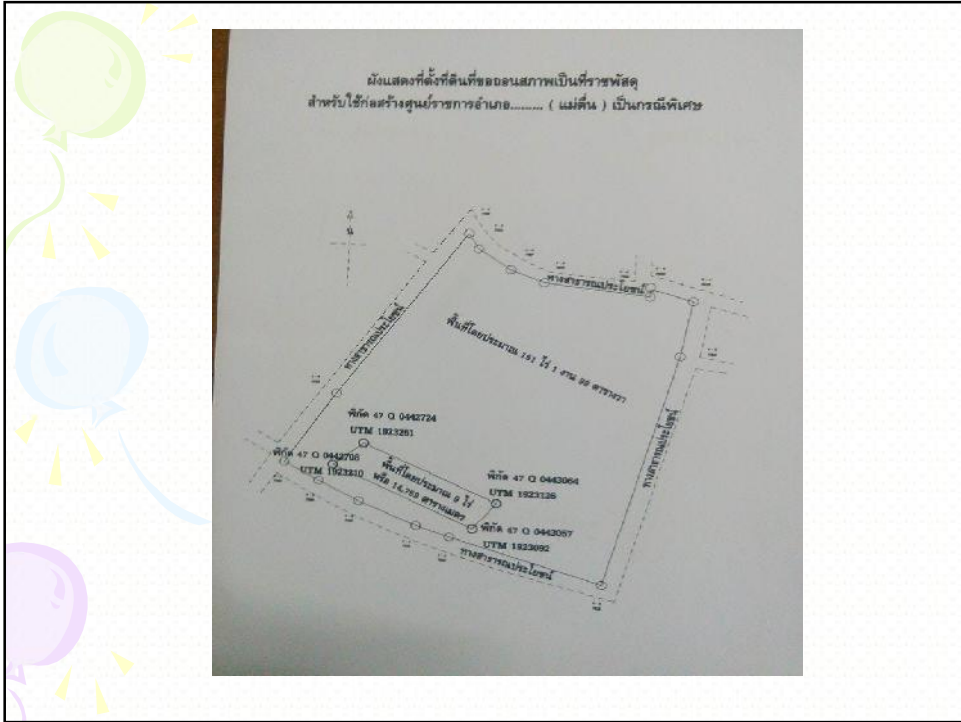 ผังแสดงที่ตั้งที่ดินที่ขอถอนสภาพเป็นที่ราชพัสดุ
สำหรับใช้ก่อสร้างศูนย์ราชการอำเภอ......... ( แม่ตื่น ) เป็นกรณีพิเศษ
น
ทางสาธารณประโยชน์
ทางสาธารณประโยชน์
พื้นที่โดยประมาณ 151 ไร่ 1 งาน ตารางวา
ทางสาธารณประโยชน์
พิกัด 47 Q 0442724
UTM 1923261
พิกัด 47 Q 0442708
UTM 1923210
พื้นที่โดยประมาณ 9 ไร่
หรือ 14,759 ตารางเมตร
พิกัด 47 Q 0443064
UTM 1923126
พิกัด 47 Q 0443057
UTM 1923092
ทางสาธารณประโยชน์